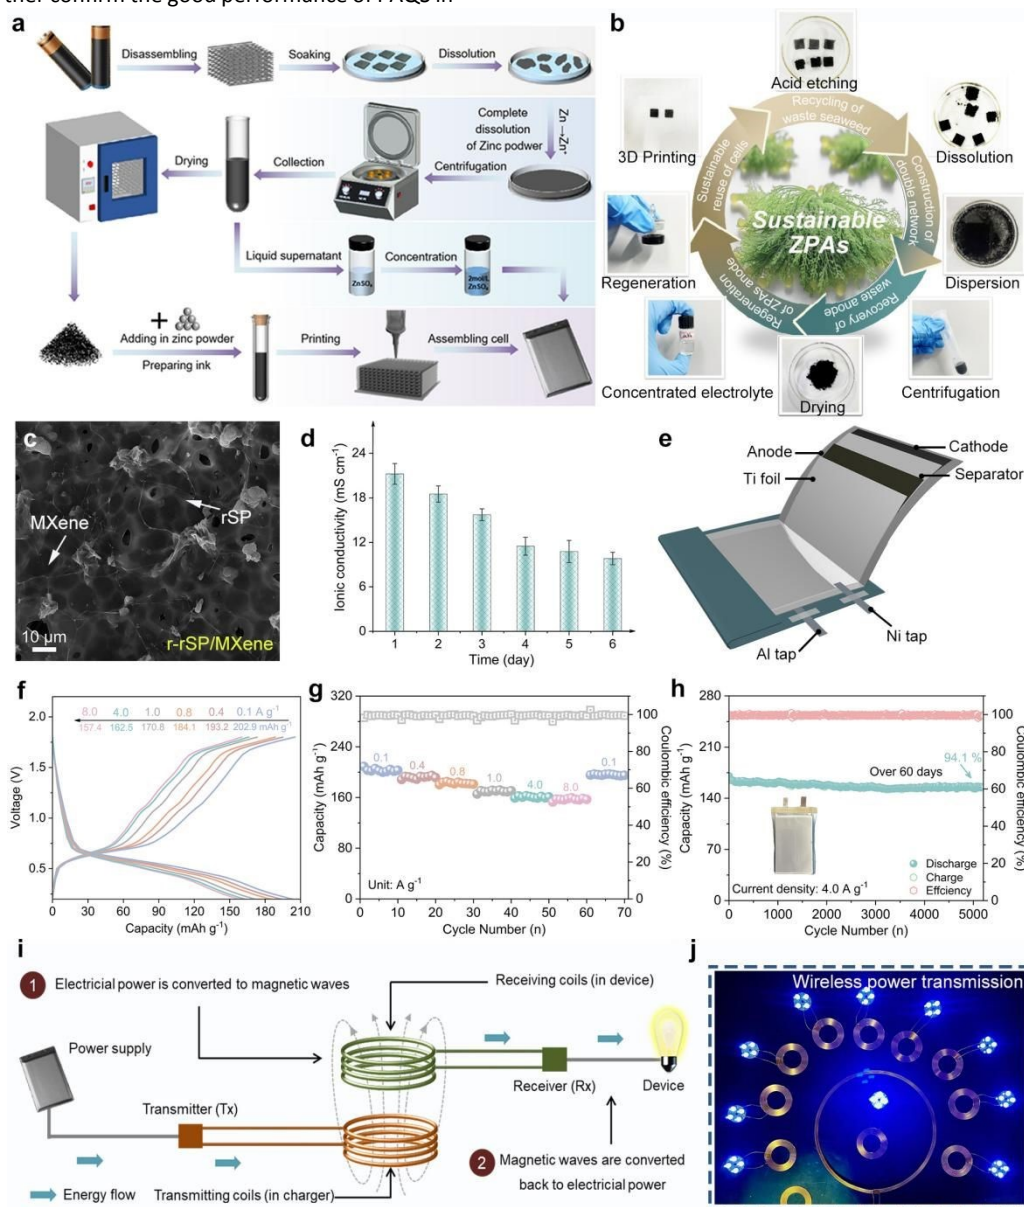 ther confirm the good performance of PAQS in
a
Disassembling
Soaking
Dissolution
Complete
dissolution
of Zinc podwer
Zn→Zn⁺
Drying
Collection
Centrifugation
Liquid supernatant
Concentration
ZnSO₄
2mol/L
ZnSO₄
Adding in zinc powder
Preparing ink
Printing
Assembling cell
b
Acid etching
3D Printing
Dissolution
Recycling of
waste seaweed
Sustainable
reuse of cells
Construction of
double network
Sustainable
ZPAs
Regeneration
Dispersion
Regeneration
of ZPAs anode
Recovery of
waste anode
Concentrated electrolyte
Centrifugation
Drying
c
MXene
rSP
10 µm
r-rSP/MXene
d
Ionic conductivity (mS cm⁻¹)
24
18
12
6
0
1 2 3 4 5 6
Time (day)
e
Anode
Cathode
Ti foil
Separator
Ni tap
Al tap
f
8.0 4.0 1.0 0.8 0.4 0.1 A g⁻¹
157.4 162.5 170.8 184.1 193.2 202.9 mAh g⁻¹
Voltage (V)
2.0
1.5
1.0
0.5
0 30 60 90 120 150 180 210
Capacity (mAh g⁻¹)
g
Capacity (mAh g⁻¹)
320
240
200
160
80
0
0.1
0.4
0.8
1.0
4.0
8.0
0.1
Unit: A g⁻¹
100
80
60
40
20
0
Coulombic efficiency (%)
0 10 20 30 40 50 60 70
Cycle Number (n)
h
Capacity (mAh g⁻¹)
280
210
140
70
0
94.1 %
Over 60 days
Discharge
Charge
Effciency
Current density: 4.0 A g⁻¹
100
80
60
40
20
0
Coulombic efficiency (%)
0 1000 2000 3000 4000 5000
Cycle Number (n)
i
1 Electricial power is converted to magnetic waves
Receiving coils (in device)
Power supply
Transmitter (Tx)
Receiver (Rx)
Device
2 Magnetic waves are converted
back to electricial power
Energy flow
Transmitting coils (in charger)
j
Wireless power transmission